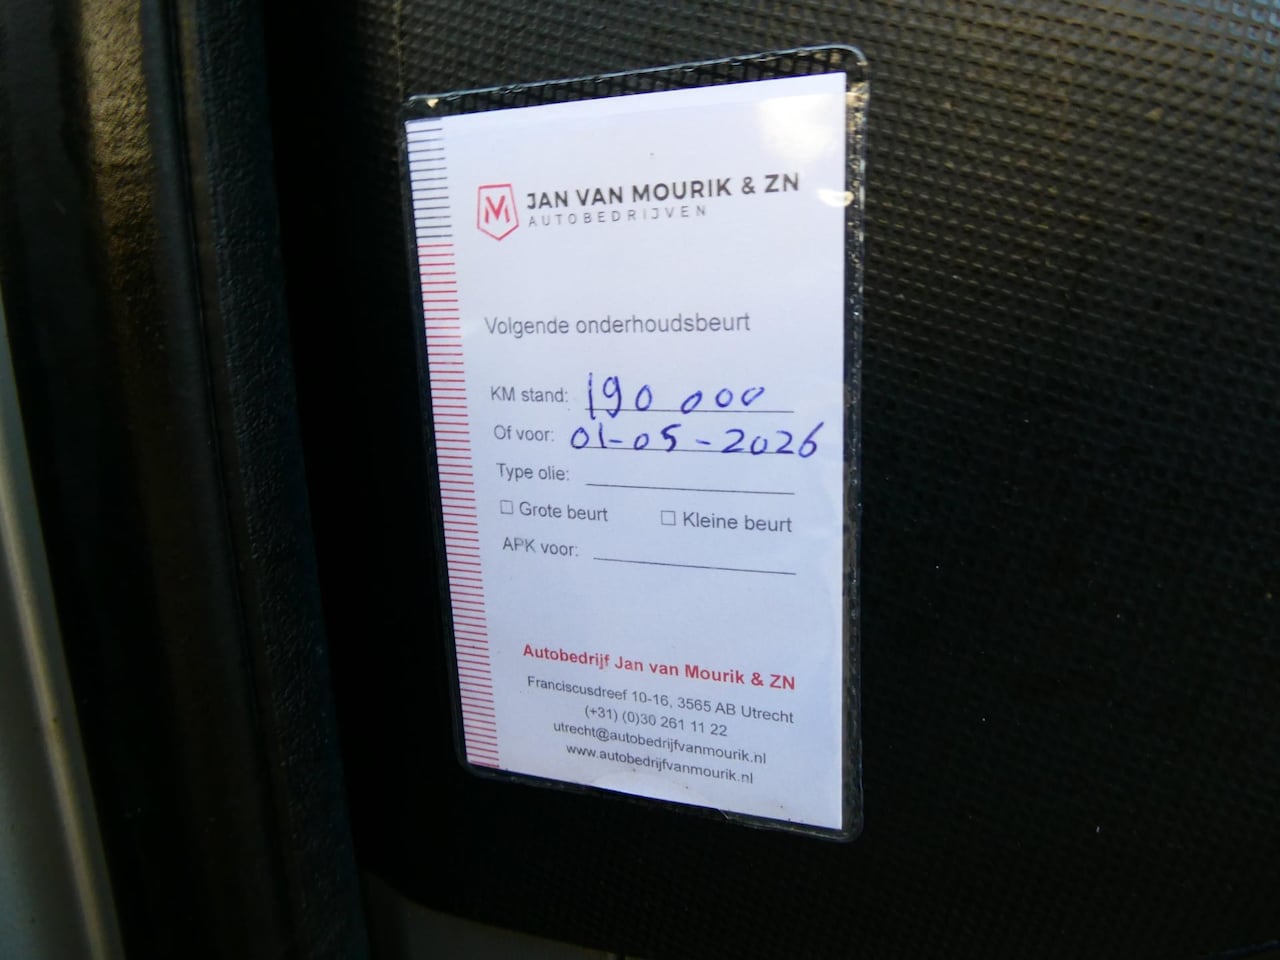 JAN VAN MOURIK & ZN
AUTOBEDRIJVEN
Volgende onderhoudsbeurt
KM stand: 190 000
Of voor: 01-05-2026
Type olie:
Grote beurt Kleine beurt
APK voor:
Autobedrijf Jan van Mourik & ZN
Franciscusdreef 10-16, 3565 AB Utrecht
(+31) (0)30 261 11 22
utrecht@autobedrijfvanmourik.nl
www.autobedrijfvanmourik.nl